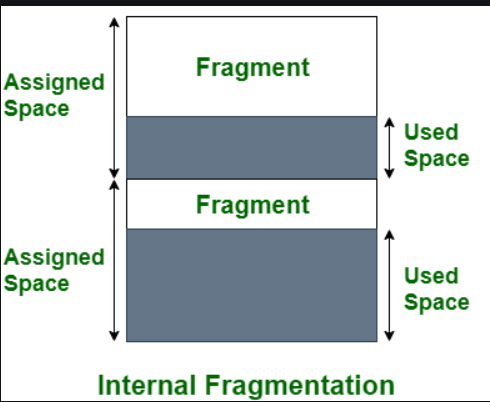 Fragment
Assigned
Space
Used
Space
Fragment
Assigned
Space
Used
Space
Internal Fragmentation